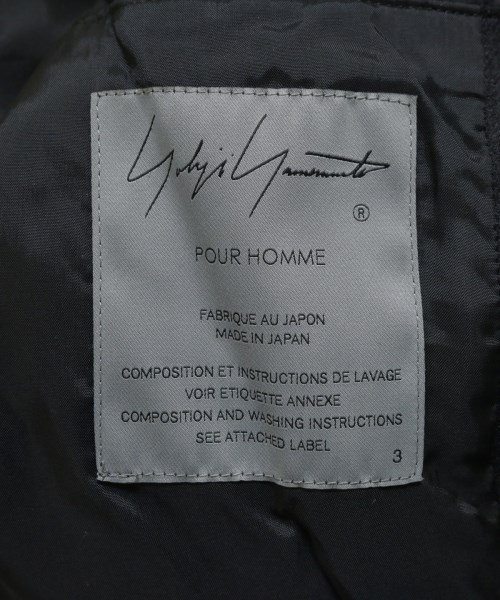 Yohji Yamamoto
®
POUR HOMME
FABRIQUE AU JAPON
MADE IN JAPAN
COMPOSITION ET INSTRUCTIONS DE LAVAGE
VOIR ETIQUETTE ANNEXE
COMPOSITION AND WASHING INSTRUCTIONS
SEE ATTACHED LABEL
3